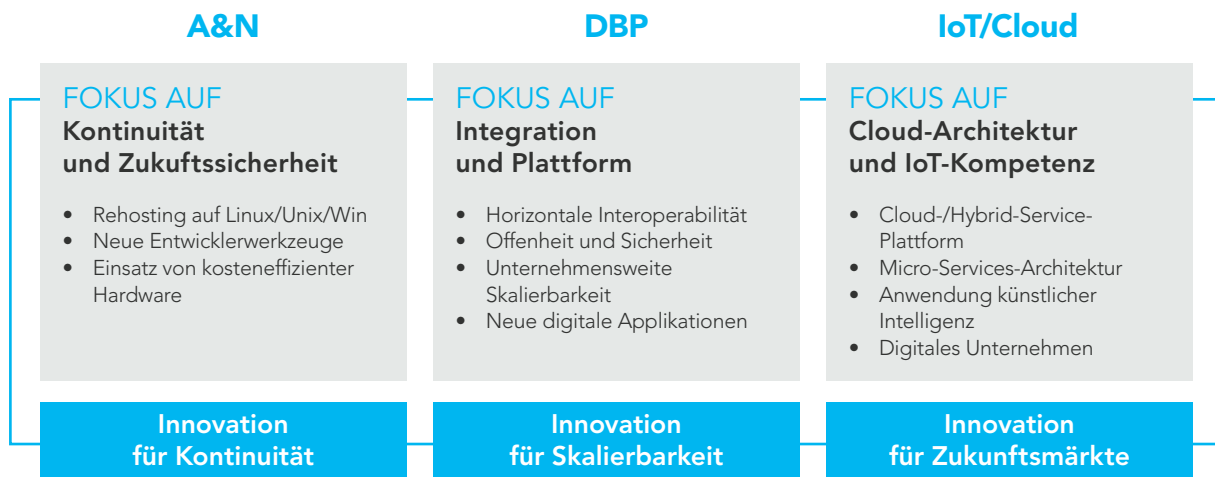 A&N
FOKUS AUF
Kontinuität
und Zukuftssicherheit
• Rehosting auf Linux/Unix/Win
• Neue Entwicklerwerkzeuge
• Einsatz von kosteneffizienter
Hardware
Innovation
für Kontinuität
DBP
FOKUS AUF
Integration
und Plattform
• Horizontale Interoperabilität
• Offenheit und Sicherheit
• Unternehmensweite
Skalierbarkeit
• Neue digitale Applikationen
Innovation
für Skalierbarkeit
IoT/Cloud
FOKUS AUF
Cloud-Architektur
und IoT-Kompetenz
• Cloud-/Hybrid-Service-
Plattform
• Micro-Services-Architektur
• Anwendung künstlicher
Intelligenz
• Digitales Unternehmen
Innovation
für Zukunftsmärkte